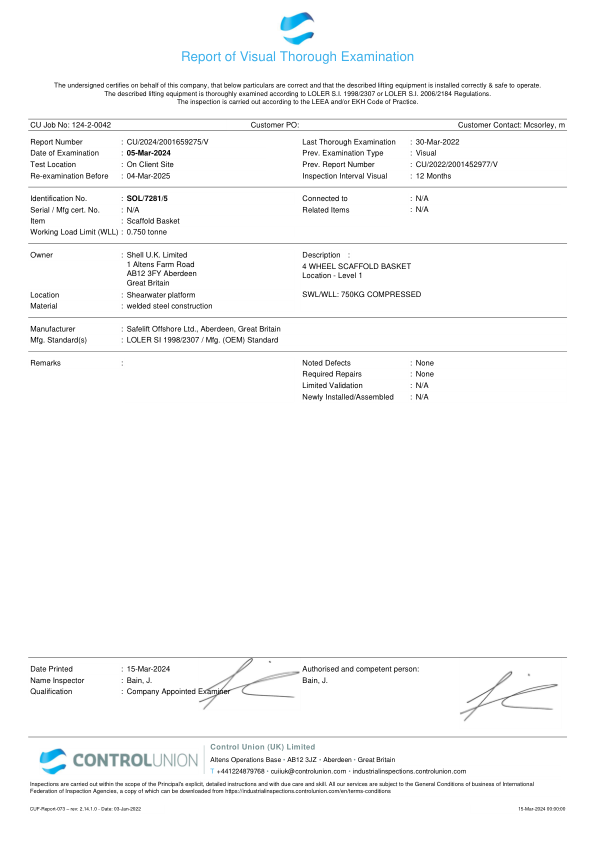 Report of Visual Thorough Examination
The undersigned certifies on behalf of this company, that below particulars are correct and that the described lifting equipment is installed correctly & safe to operate.
The described lifting equipment is thoroughly examined according to LOLER S.I. 1998/2307 or LOLER S.I. 2006/2184 Regulations.
The inspection is carried out according to the LEEA and/or EKH Code of Practice.
CU Job No: 124-2-0042 Customer PO: Customer Contact: Mcsorley, m
Report Number : CU/2024/2001659275/V Last Thorough Examination : 30-Mar-2022
Date of Examination : 05-Mar-2024 Prev. Examination Type : Visual
Test Location : On Client Site Prev. Report Number : CU/2022/2001452977/V
Re-examination Before : 04-Mar-2025 Inspection Interval Visual : 12 Months
Identification No. : SOL/7281/5 Connected to : N/A
Serial / Mfg cert. No. : N/A Related Items : N/A
Item : Scaffold Basket
Working Load Limit (WLL) : 0.750 tonne
Owner : Shell U.K. Limited Description :
1 Altens Farm Road 4 WHEEL SCAFFOLD BASKET
AB12 3FY Aberdeen Location - Level 1
Great Britain
Location : Shearwater platform SWL/WLL: 750KG COMPRESSED
Material : welded steel construction
Manufacturer : Safelift Offshore Ltd., Aberdeen, Great Britain
Mfg. Standard(s) : LOLER SI 1998/2307 / Mfg. (OEM) Standard
Remarks : Noted Defects : None
Required Repairs : None
Limited Validation : N/A
Newly Installed/Assembled : N/A
Date Printed : 15-Mar-2024 Authorised and competent person:
Name Inspector : Bain, J. Bain, J.
Qualification : Company Appointed Examiner
CONTROLUNION
Control Union (UK) Limited
Altens Operations Base · AB12 3JZ · Aberdeen · Great Britain
T +441224879768 · cuiiuk@controlunion.com · industrialinspections.controlunion.com
Inspections are carried out within the scope of the Principal's explicit, detailed instructions and with due care and skill. All our services are subject to the General Conditions of business of International
Federation of Inspection Agencies, a copy of which can be downloaded from https://industrialinspections.controlunion.com/en/terms-conditions
CUF-Report-073 – rev: 2.14.1.0 - Date: 03-Jun-2022 15-Mar-2024 00:00:00